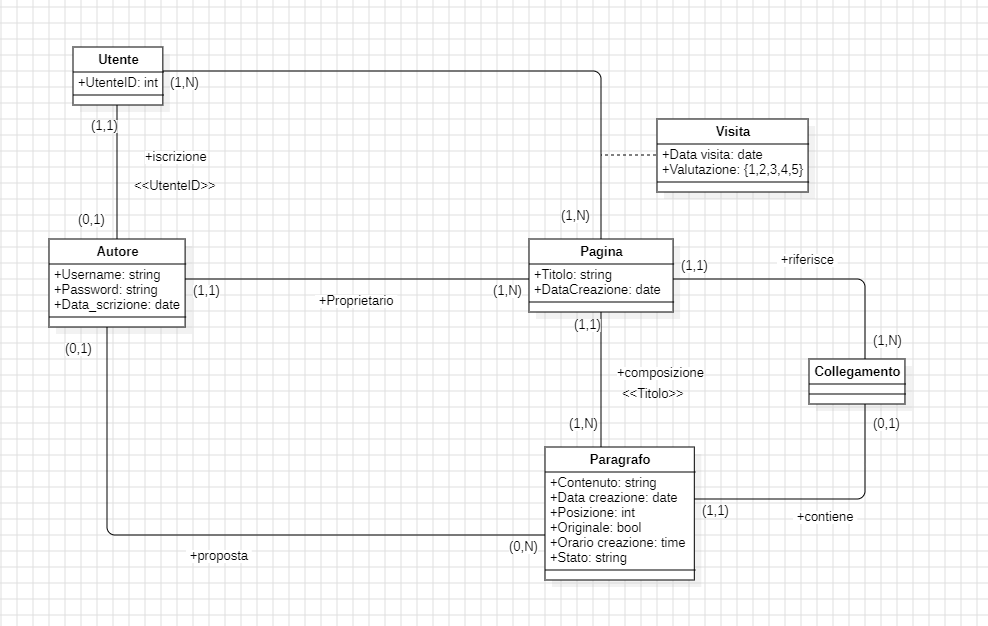 Utente
+UtenteID: int
(1,N)
(1,1)
+iscrizione
<<UtenteID>>
(0,1)
Visita
+Data visita: date
+Valutazione: {1,2,3,4,5}
(1,N)
Autore
+Username: string
+Password: string
+Data_scrizione: date
(1,1)
+Proprietario
(1,N)
Pagina
+Titolo: string
+DataCreazione: date
(1,1)
+riferisce
(1,N)
(1,1)
(0,1)
+composizione
<<Titolo>>
(1,N)
Collegamento
(0,1)
Paragrafo
+Contenuto: string
+Data creazione: date
+Posizione: int
+Originale: bool
+Orario creazione: time
+Stato: string
(1,1)
+contiene
(0,N)
+proposta